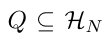 Q ⊆ ℋ_N